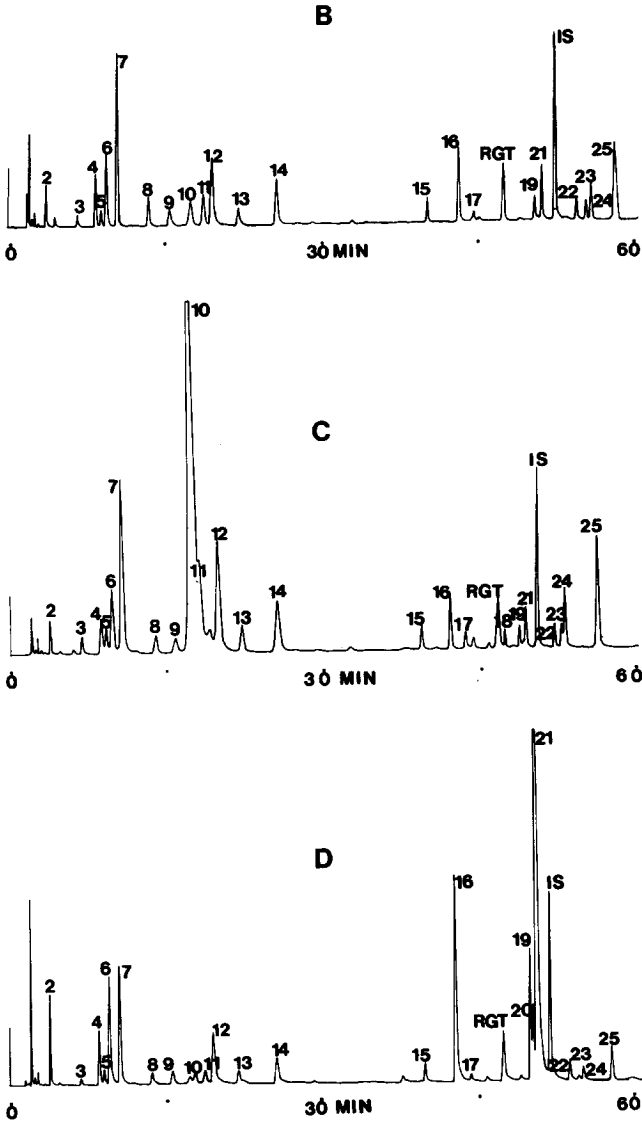 B
2 3 4 5 6 7 8 9 10 11 12 13 14 15 16 17 RGT 19 21 IS 22 23 24 25
0 30 MIN 60
C
2 3 4 5 6 7 8 9 10 11 12 13 14 15 16 17 RGT 18 19 21 IS 22 23 24 25
0 30 MIN 60
D
2 3 4 5 6 7 8 9 10 11 12 13 14 15 16 17 RGT 19 20 21 IS 22 23 24 25
0 30 MIN 60